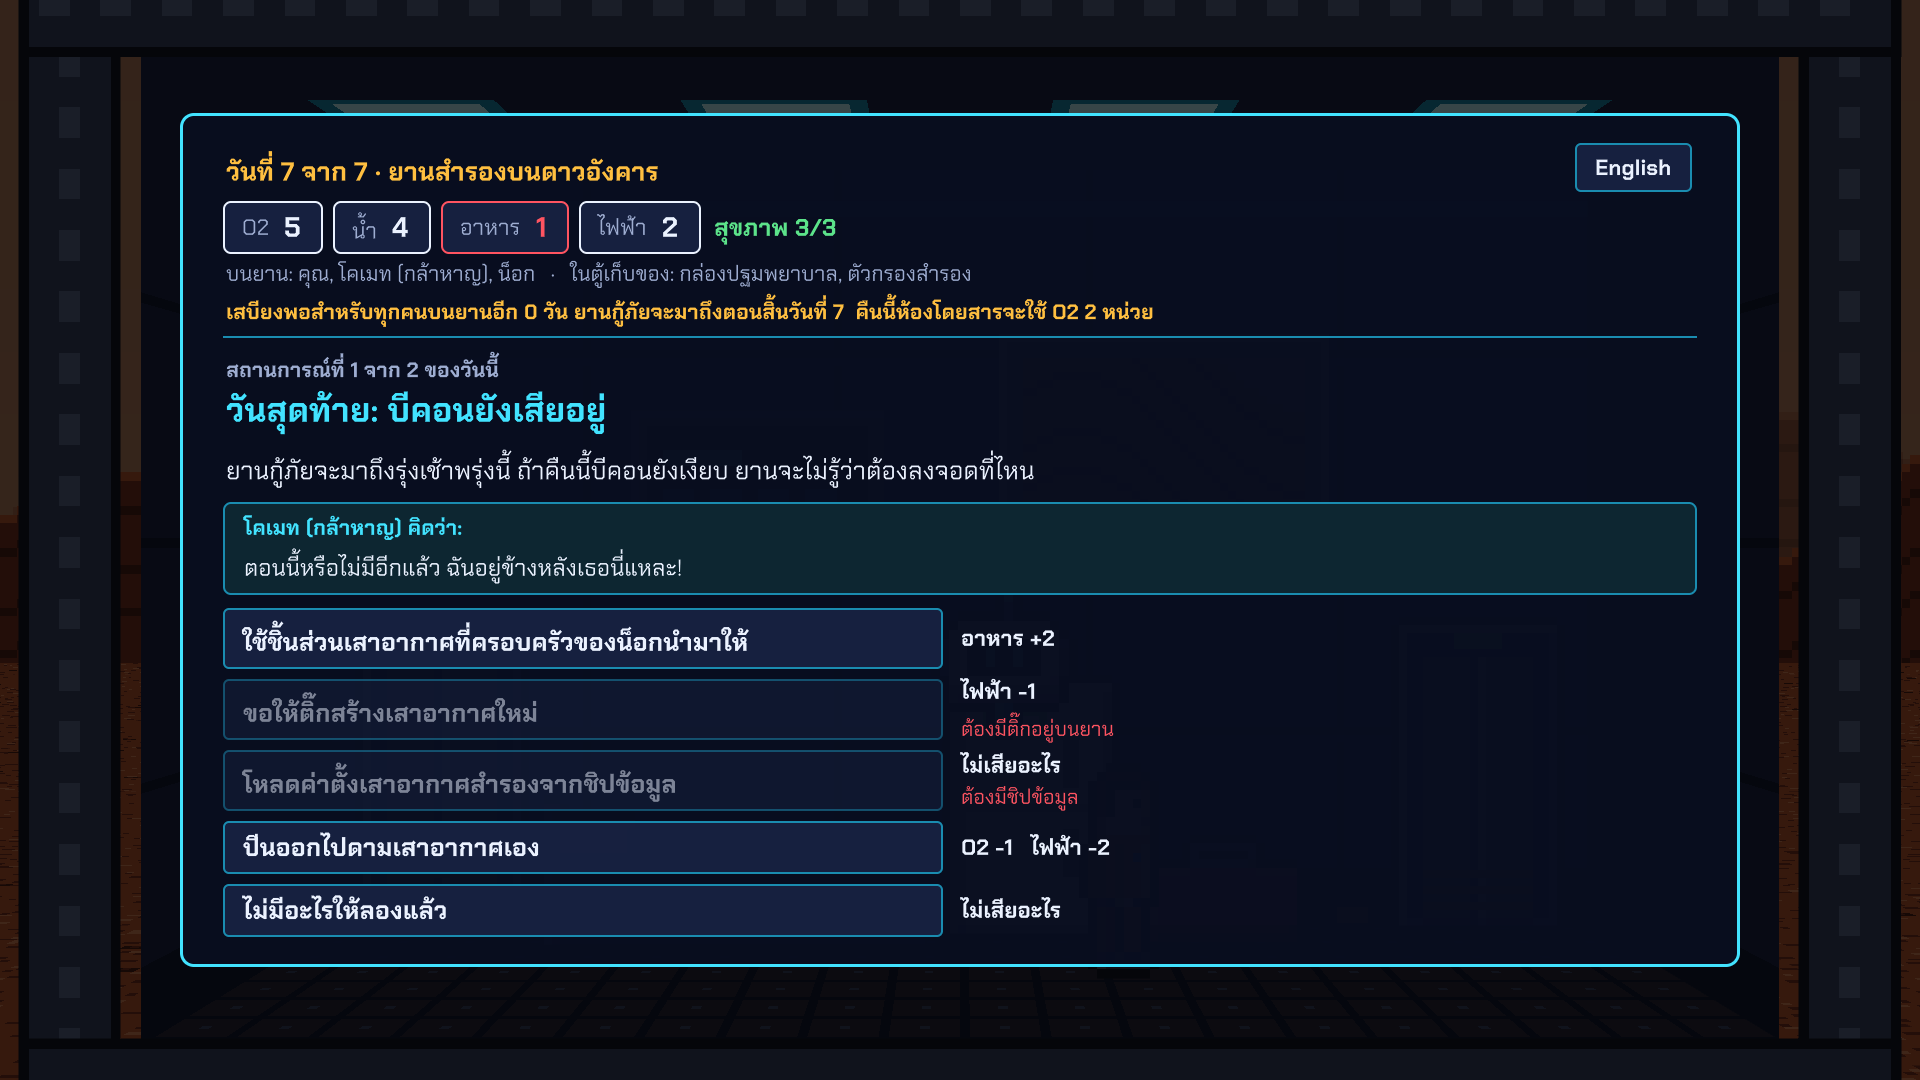 วันที่ 7 จาก 7 · ยานสำรองบนดาวอังคาร
English
O2 5 น้ำ 4 อาหาร 1 ไฟฟ้า 2 สุขภาพ 3/3
บนยาน: คุณ, โคเมท (กล้าหาญ), น็อก · ในตู้เก็บของ: กล่องปฐมพยาบาล, ตัวกรองสำรอง
เสบียงพอสำหรับทุกคนบนยานอีก 0 วัน ยานกู้ภัยจะมาถึงตอนสิ้นวันที่ 7 คืนนี้ห้องโดยสารจะใช้ O2 2 หน่วย
สถานการณ์ที่ 1 จาก 2 ของวันนี้
วันสุดท้าย: บีคอนยังเสียอยู่
ยานกู้ภัยจะมาถึงรุ่งเช้าพรุ่งนี้ ถ้าคืนนี้บีคอนยังเงียบ ยานจะไม่รู้ว่าต้องลงจอดที่ไหน
โคเมท (กล้าหาญ) คิดว่า:
ตอนนี้หรือไม่มีอีกแล้ว ฉันอยู่ข้างหลังเธอนี่แหละ!
ใช้ชิ้นส่วนเสาอากาศที่ครอบครัวของน็อกนำมาให้ อาหาร +2
ขอให้ติ๊กสร้างเสาอากาศใหม่ ไฟฟ้า -1
ต้องมีติ๊กอยู่บนยาน
โหลดค่าตั้งเสาอากาศสำรองจากชิปข้อมูล ไม่เสียอะไร
ต้องมีชิปข้อมูล
ปีนออกไปดามเสาอากาศเอง O2 -1 ไฟฟ้า -2
ไม่มีอะไรให้ลองแล้ว ไม่เสียอะไร